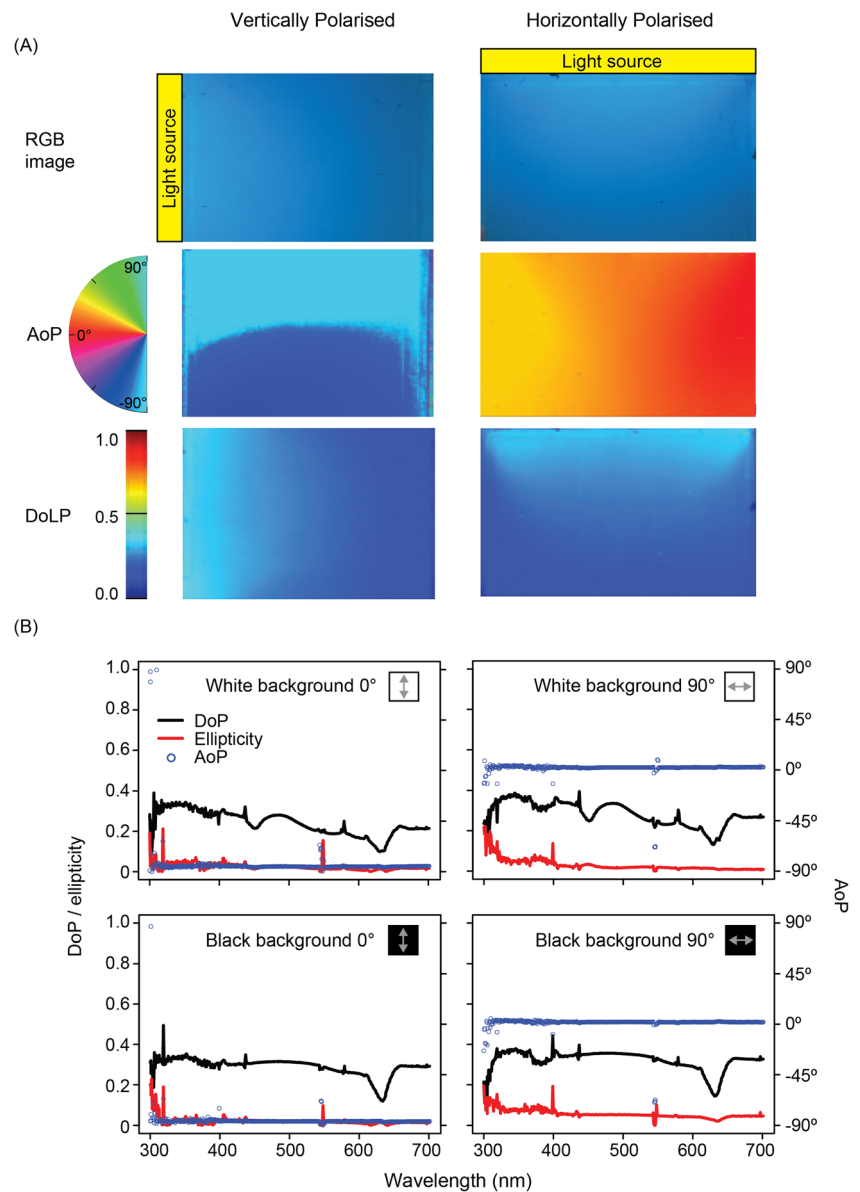 Vertically Polarised
Horizontally Polarised
(A)
Light source
RGB
image
Light source
AoP
90°
0°
-90°
DoLP
1.0
0.5
0.0
(B)
White background 0°
DoP
Ellipticity
AoP
1.0
0.8
0.6
0.4
0.2
0
White background 90°
90º
45º
0º
-45º
-90º
Black background 0°
1.0
0.8
0.6
0.4
0.2
0
Black background 90°
90º
45º
0º
-45º
-90º
DoP / ellipticity
AoP
300 400 500 600 700
300 400 500 600 700
Wavelength (nm)